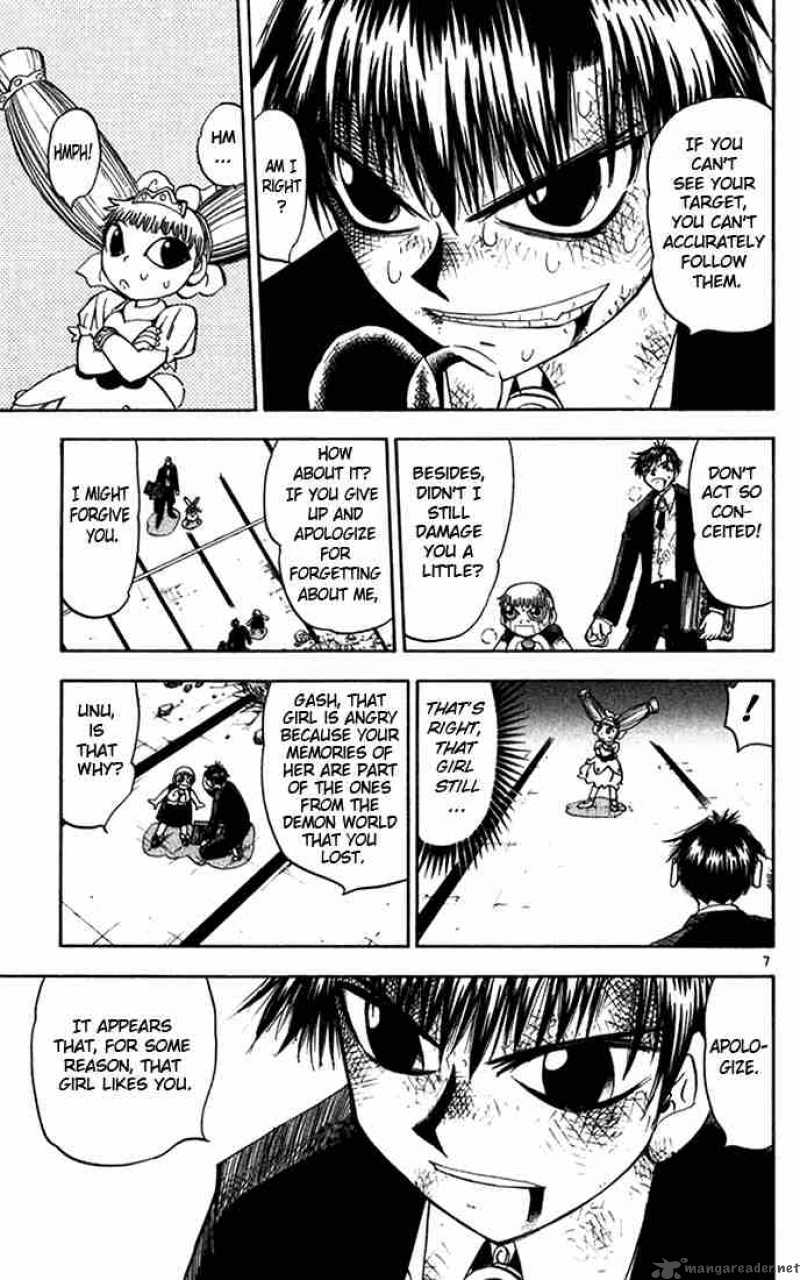 IF YOU
CAN'T
SEE YOUR
TARGET,
YOU CAN'T
ACCURATELY
FOLLOW
THEM.
AM I
RIGHT
?
HM
...
HMPH!
DON'T
ACT SO
CON-
CEITED!
BESIDES,
DIDN'T I
STILL
DAMAGE
YOU A
LITTLE?
HOW
ABOUT IT?
IF YOU GIVE
UP AND
APOLOGIZE
FOR
FORGETTING
ABOUT ME,
I MIGHT
FORGIVE
YOU.
!
THAT'S
RIGHT,
THAT
GIRL
STILL
...
GASH, THAT
GIRL IS ANGRY
BECAUSE YOUR
MEMORIES OF
HER ARE PART
OF THE ONES
FROM THE
DEMON WORLD
THAT YOU
LOST.
UNU,
IS
THAT
WHY?
7
APOLO-
GIZE.
IT APPEARS
THAT, FOR SOME
REASON, THAT
GIRL LIKES YOU.
mangareader.net